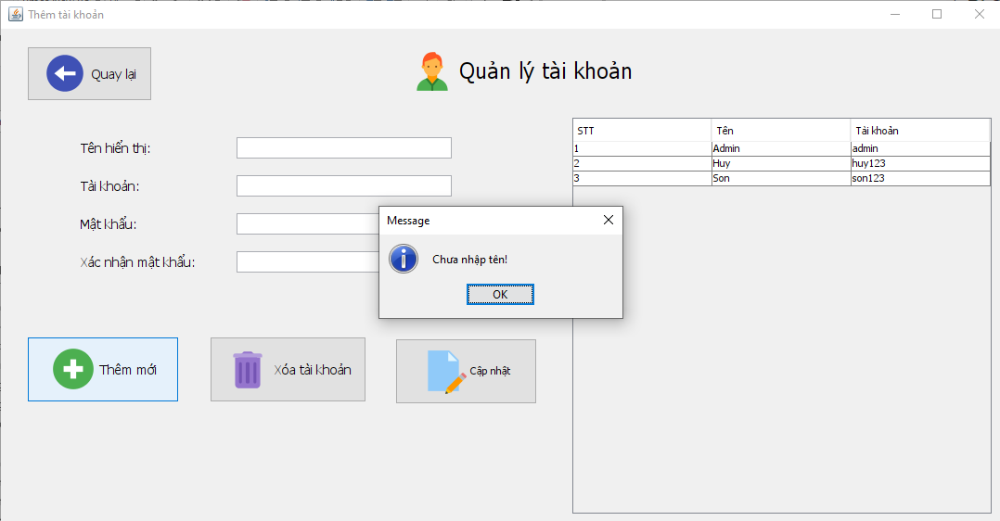 Thêm tài khoản
Quay lại
Quản lý tài khoản
Tên hiển thị:
Tài khoản:
Mật khẩu:
Xác nhận mật khẩu:
STT Tên Tài khoản
1 Admin admin
2 Huy huy123
3 Son son123
Message
Chưa nhập tên!
OK
Thêm mới
Xóa tài khoản
Cập nhật